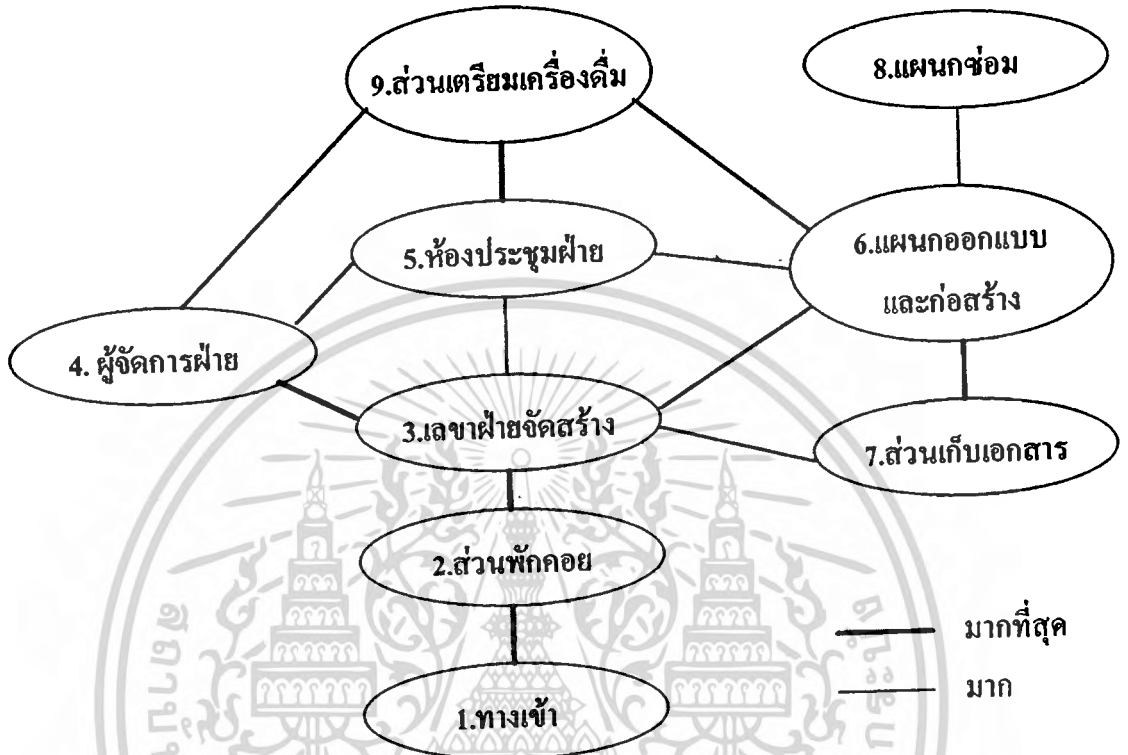 9.ส่วนเตรียมเครื่องดื่ม
8.แผนกซ่อม
5.ห้องประชุมฝ่าย
6.แผนกออกแบบ
และก่อสร้าง
4. ผู้จัดการฝ่าย
3.เลขาฝ่ายจัดสร้าง
7.ส่วนเก็บเอกสาร
2.ส่วนพักคอย
มากที่สุด
มาก
1.ทางเข้า